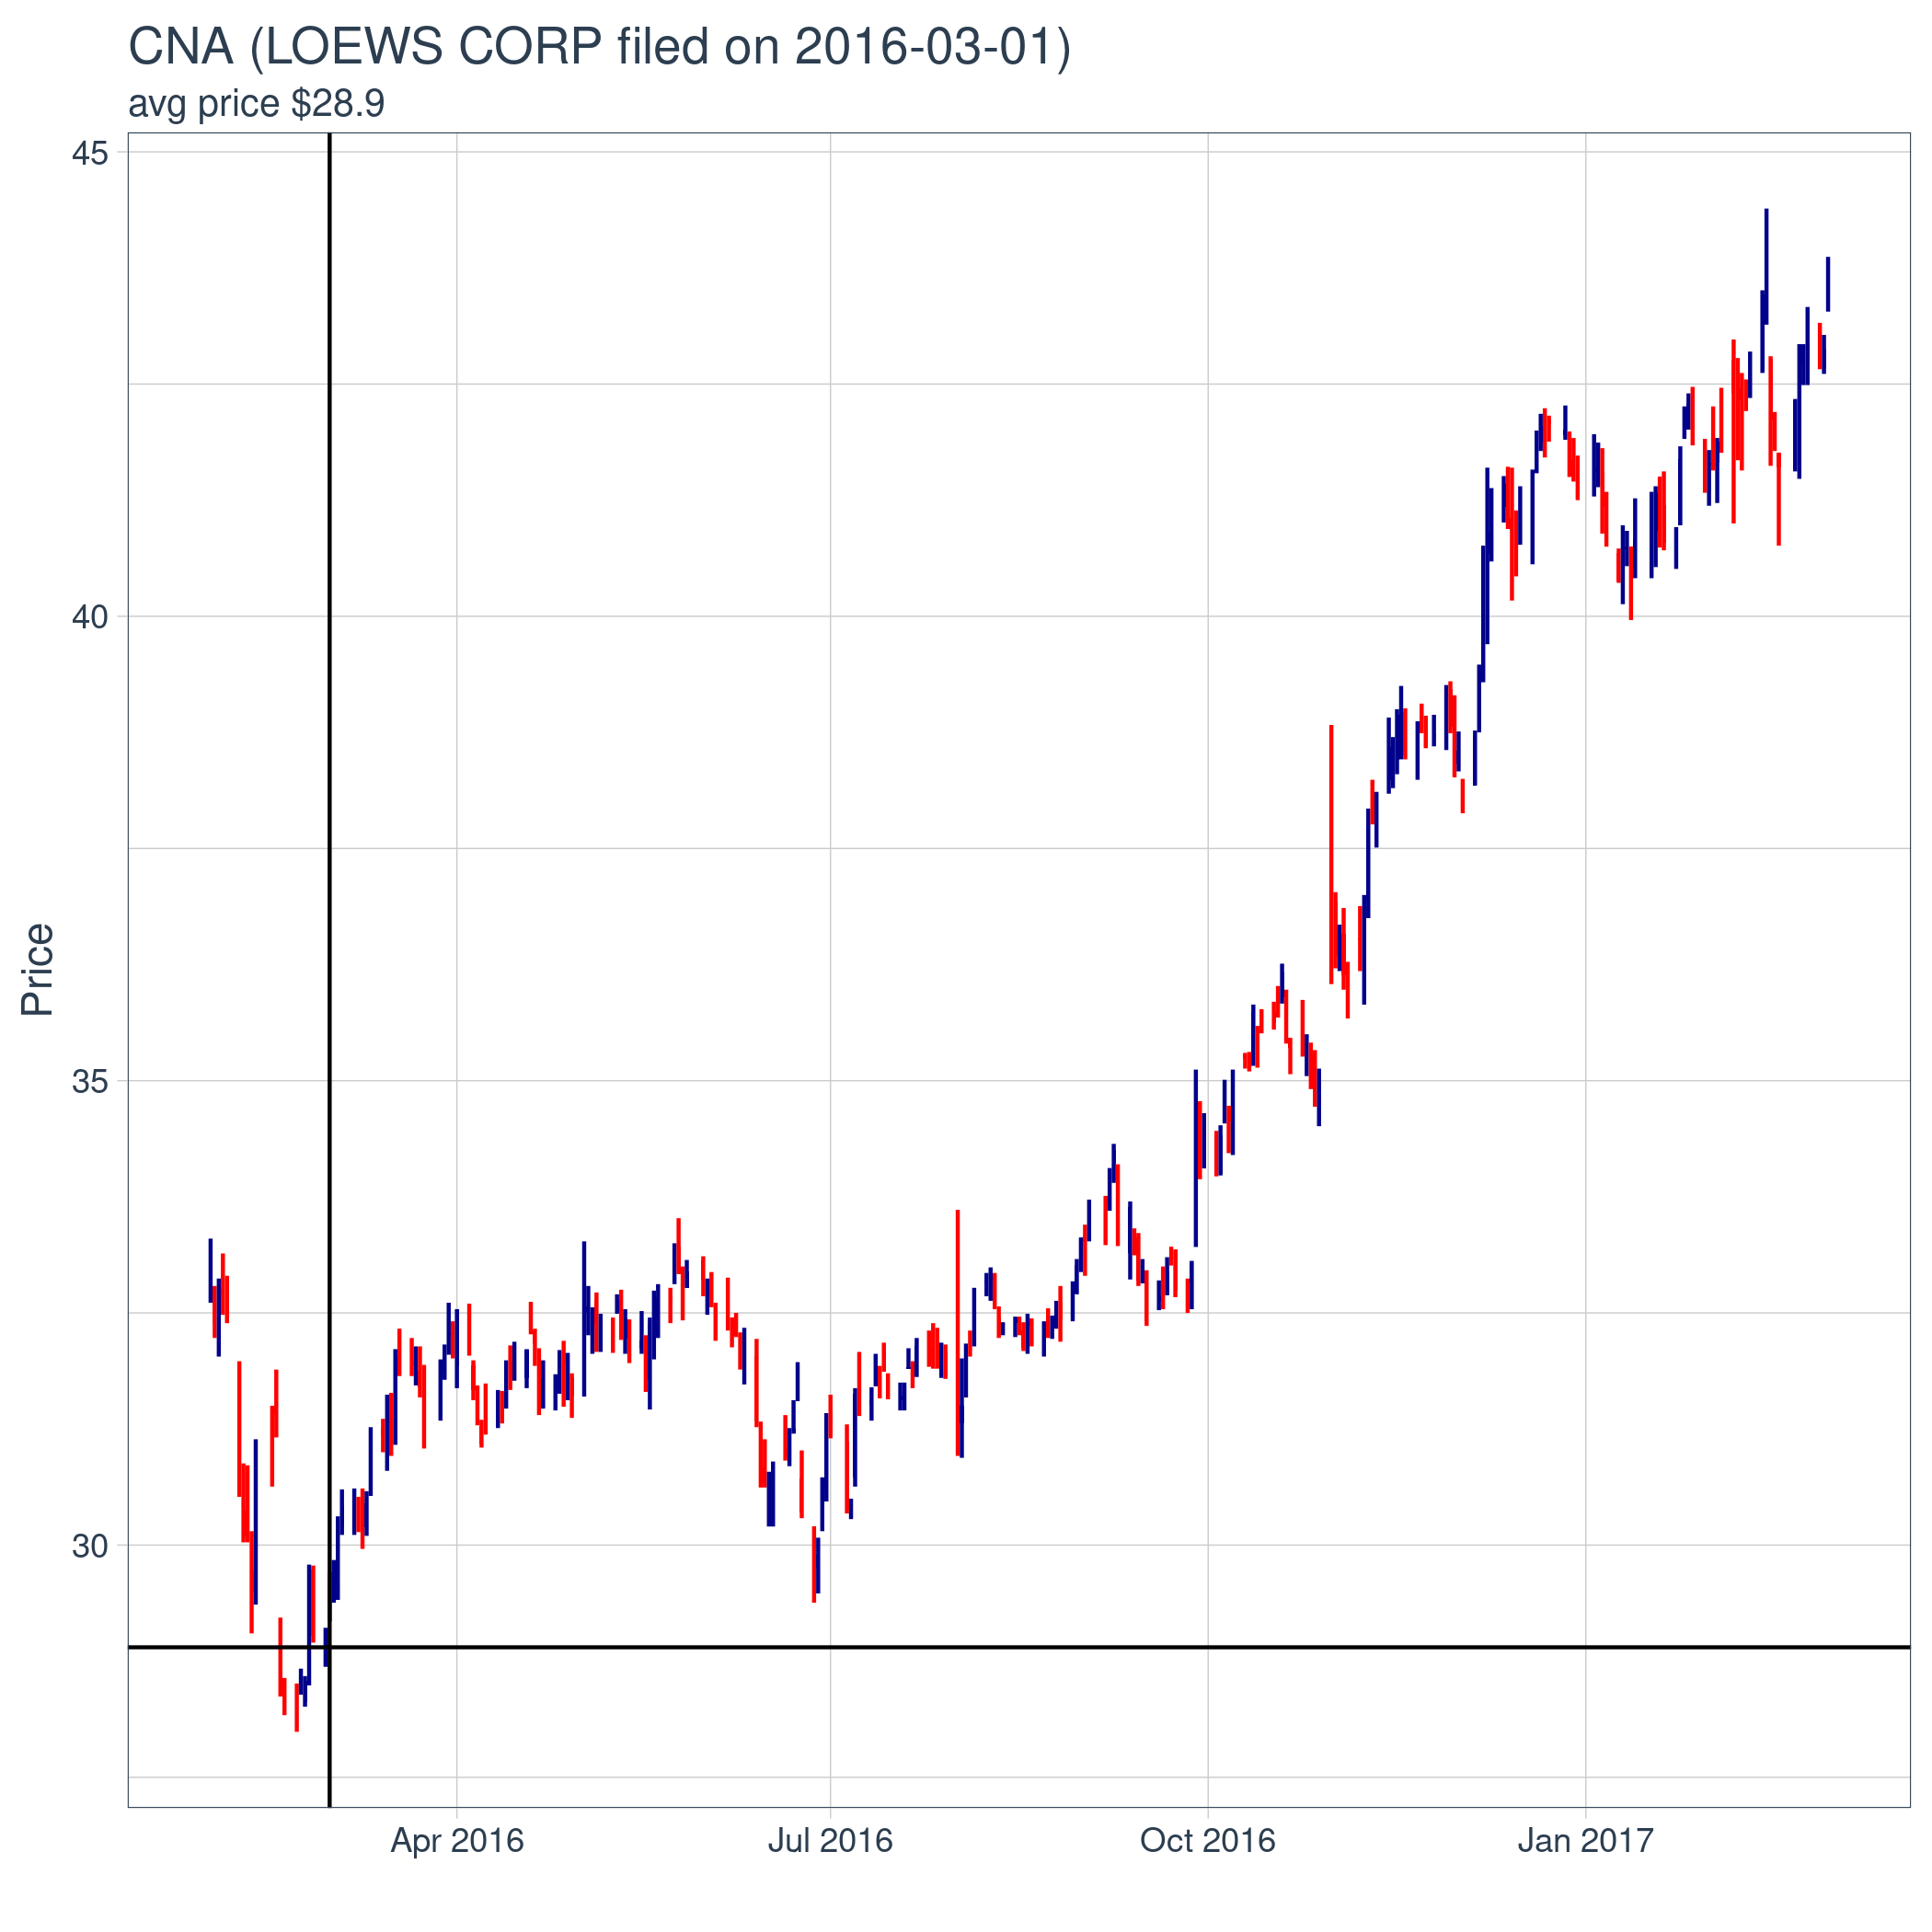 CNA (LOEWS CORP filed on 2016-03-01)
avg price $28.9
45
40
35
30
Price
Apr 2016
Jul 2016
Oct 2016
Jan 2017